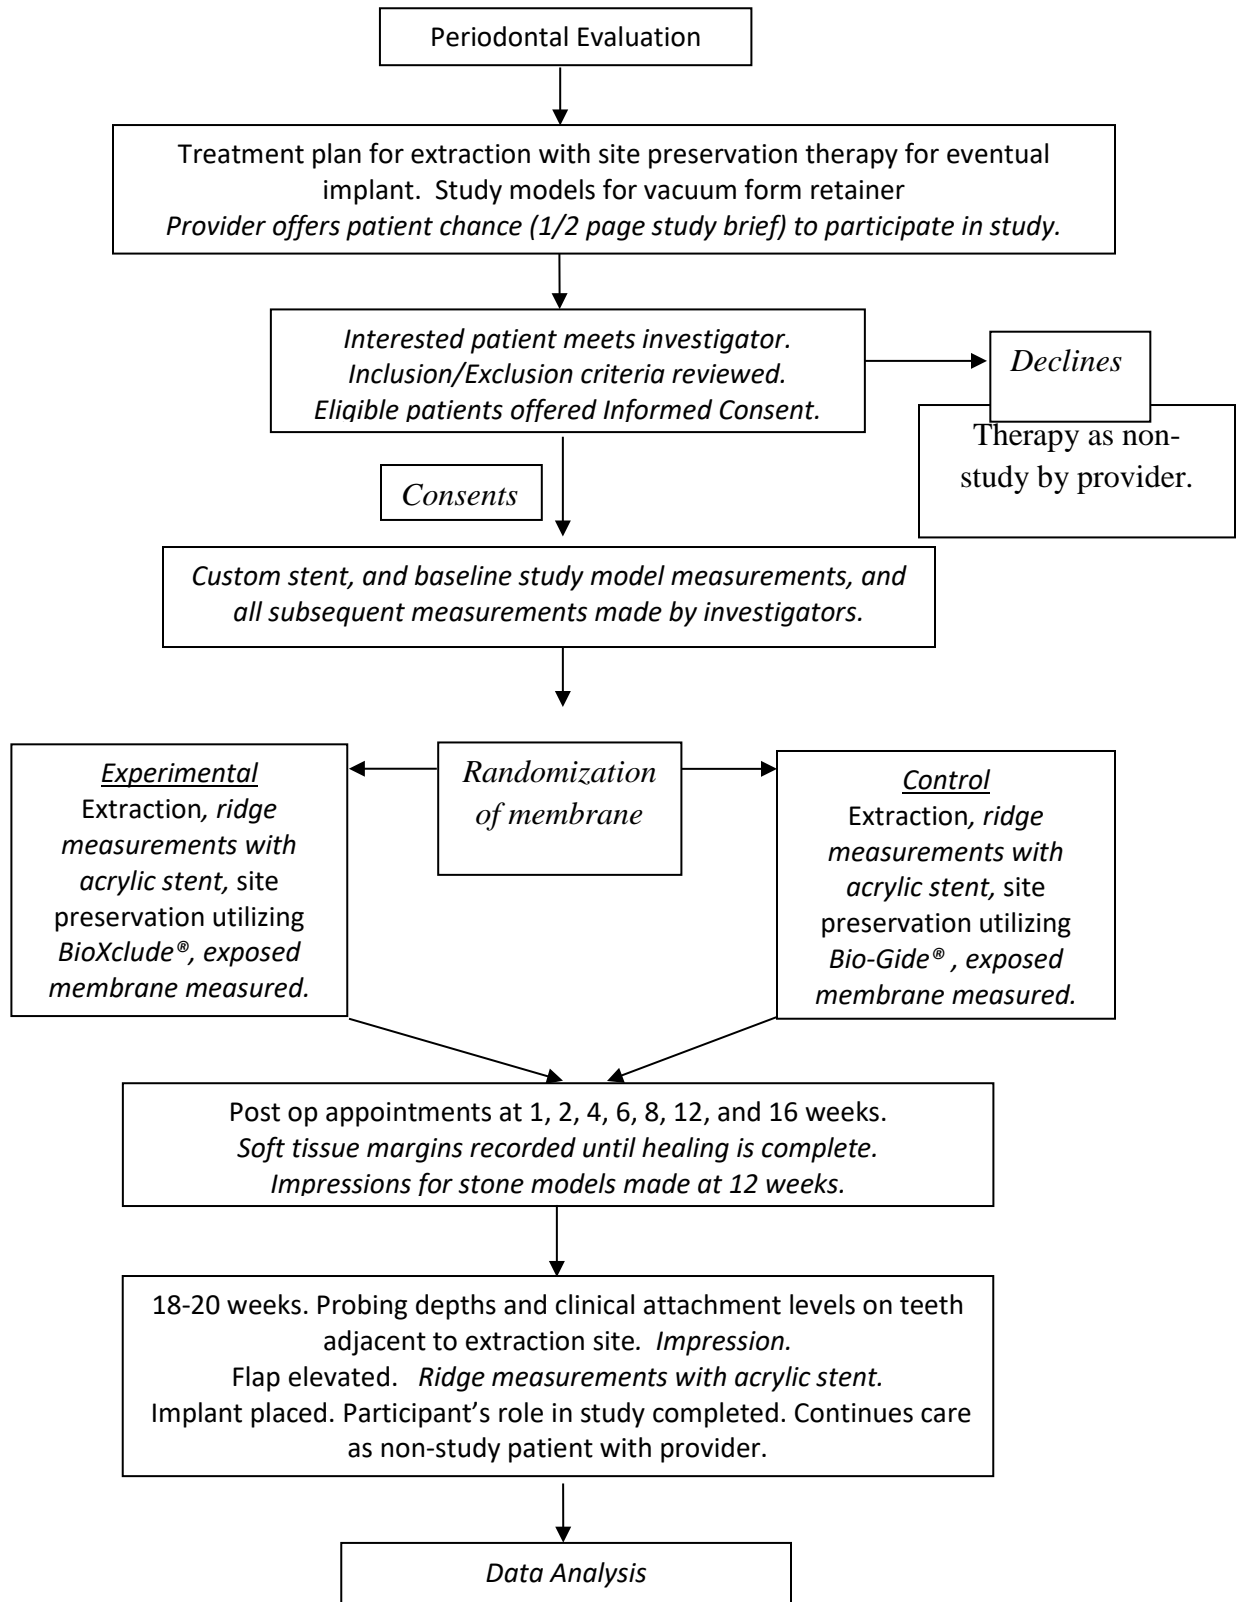 Periodontal Evaluation
Treatment plan for extraction with site preservation therapy for eventual
implant.  Study models for vacuum form retainer
Provider offers patient chance (1/2 page study brief) to participate in study.
Interested patient meets investigator.
Inclusion/Exclusion criteria reviewed.
Eligible patients offered Informed Consent.
Declines
Therapy as non-
study by provider.
Consents
Custom stent, and baseline study model measurements, and
all subsequent measurements made by investigators.
Experimental
Extraction, ridge
measurements with
acrylic stent, site
preservation utilizing
BioXclude®, exposed
membrane measured.
Randomization
of membrane
Control
Extraction, ridge
measurements with
acrylic stent, site
preservation utilizing
Bio-Gide® , exposed
membrane measured.
Post op appointments at 1, 2, 4, 6, 8, 12, and 16 weeks.
Soft tissue margins recorded until healing is complete.
Impressions for stone models made at 12 weeks.
18-20 weeks. Probing depths and clinical attachment levels on teeth
adjacent to extraction site.  Impression.
Flap elevated.   Ridge measurements with acrylic stent.
Implant placed. Participant’s role in study completed. Continues care
as non-study patient with provider.
Data Analysis